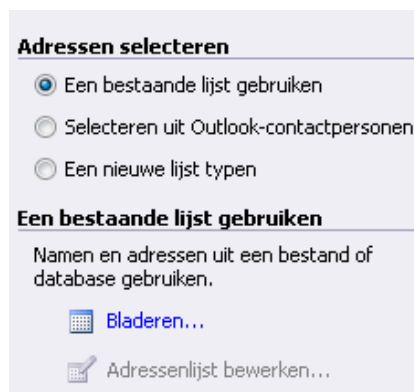 Adressen selecteren
Een bestaande lijst gebruiken
Selecteren uit Outlook-contactpersonen
Een nieuwe lijst typen
Een bestaande lijst gebruiken
Namen en adressen uit een bestand of
database gebruiken.
Bladeren...
Adressenlijst bewerken...